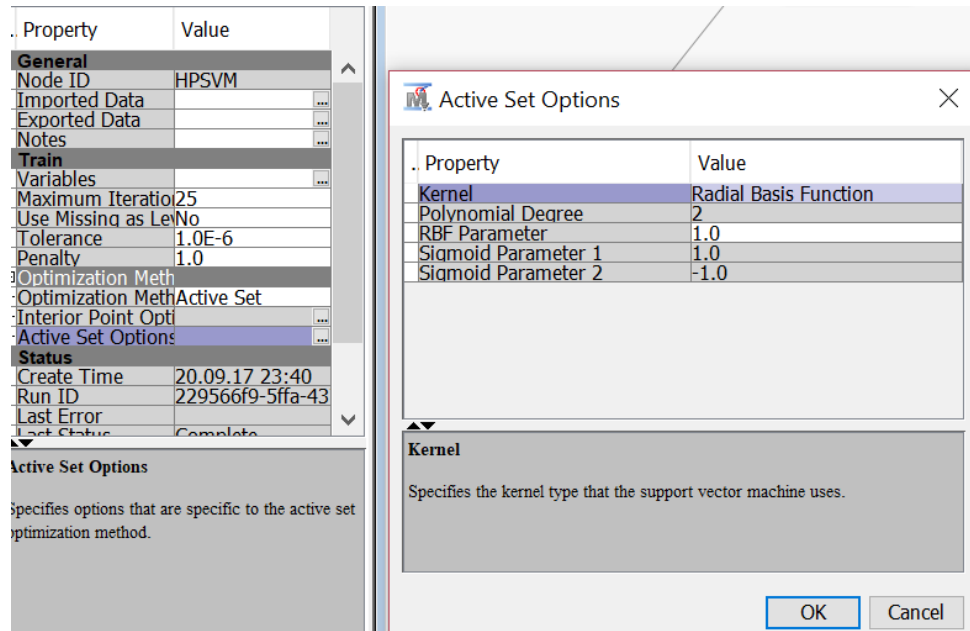 . Property Value
General
Node ID HPSVM
Imported Data ...
Exported Data ...
Notes ...
Train
Variables ...
Maximum Iteratio 25
Use Missing as Lev No
Tolerance 1.0E-6
Penalty 1.0
Optimization Meth
Optimization Meth Active Set
Interior Point Opti ...
Active Set Options ...
Status
Create Time 20.09.17 23:40
Run ID 229566f9-5ffa-43
Last Error
Last Status Complete
Active Set Options
Specifies options that are specific to the active set
optimization method.
Active Set Options
. Property Value
Kernel Radial Basis Function
Polynomial Degree 2
RBF Parameter 1.0
Sigmoid Parameter 1 1.0
Sigmoid Parameter 2 -1.0
Kernel
Specifies the kernel type that the support vector machine uses.
OK Cancel